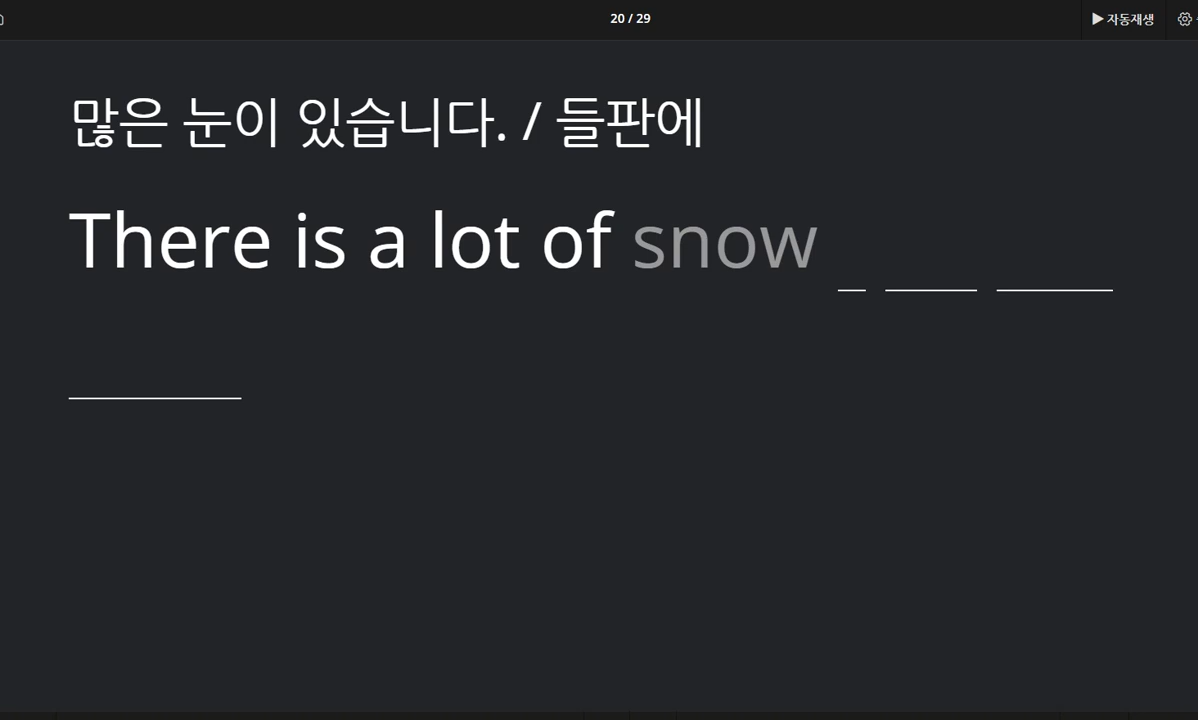 20 / 29
▶ 자동재생
많은 눈이 있습니다. / 들판에
There is a lot of snow